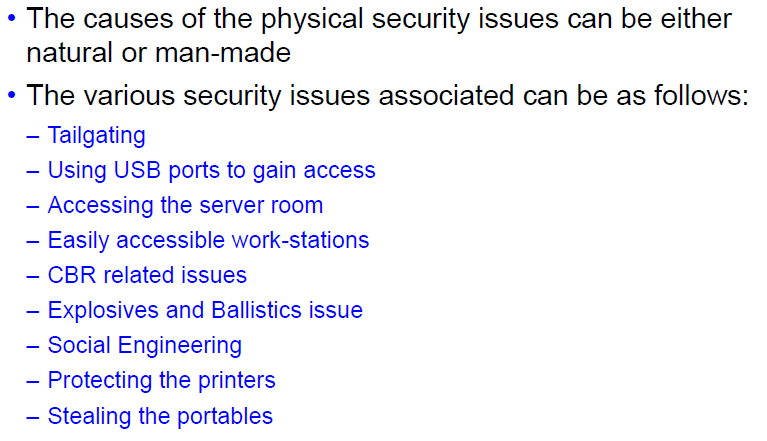 • The causes of the physical security issues can be either
natural or man-made
• The various security issues associated can be as follows:
– Tailgating
– Using USB ports to gain access
– Accessing the server room
– Easily accessible work-stations
– CBR related issues
– Explosives and Ballistics issue
– Social Engineering
– Protecting the printers
– Stealing the portables